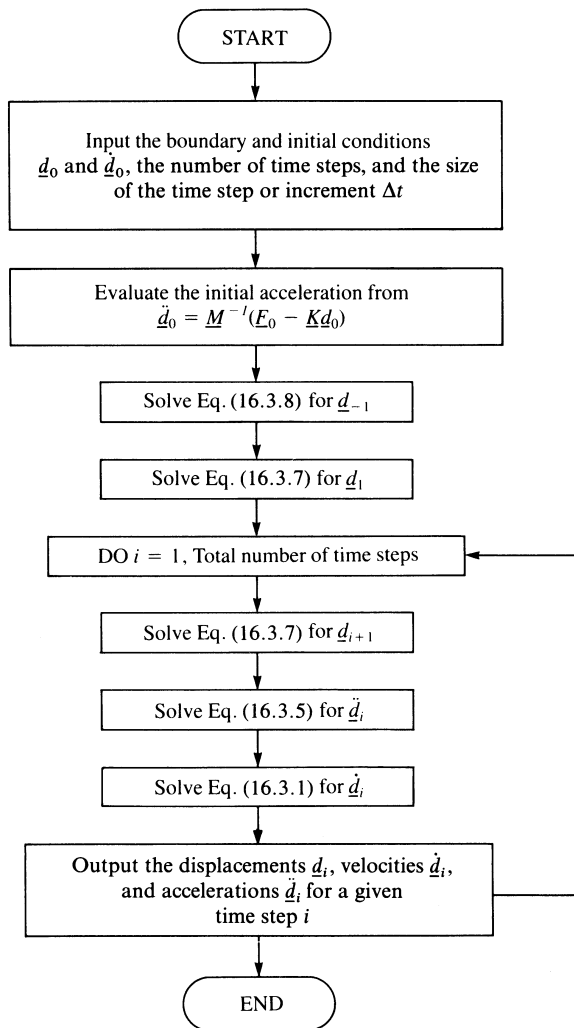 START
Input the boundary and initial conditions
d̲₀ and ḋ̲₀, the number of time steps, and the size
of the time step or increment Δt
Evaluate the initial acceleration from
d̲̈₀ = M̲⁻¹(F̲₀ − K̲d̲₀)
Solve Eq. (16.3.8) for d̲₋₁
Solve Eq. (16.3.7) for d̲₁
DO i = 1, Total number of time steps
Solve Eq. (16.3.7) for d̲ᵢ₊₁
Solve Eq. (16.3.5) for d̲̈ᵢ
Solve Eq. (16.3.1) for ḋ̲ᵢ
Output the displacements d̲ᵢ, velocities ḋ̲ᵢ,
and accelerations d̲̈ᵢ for a given
time step i
END